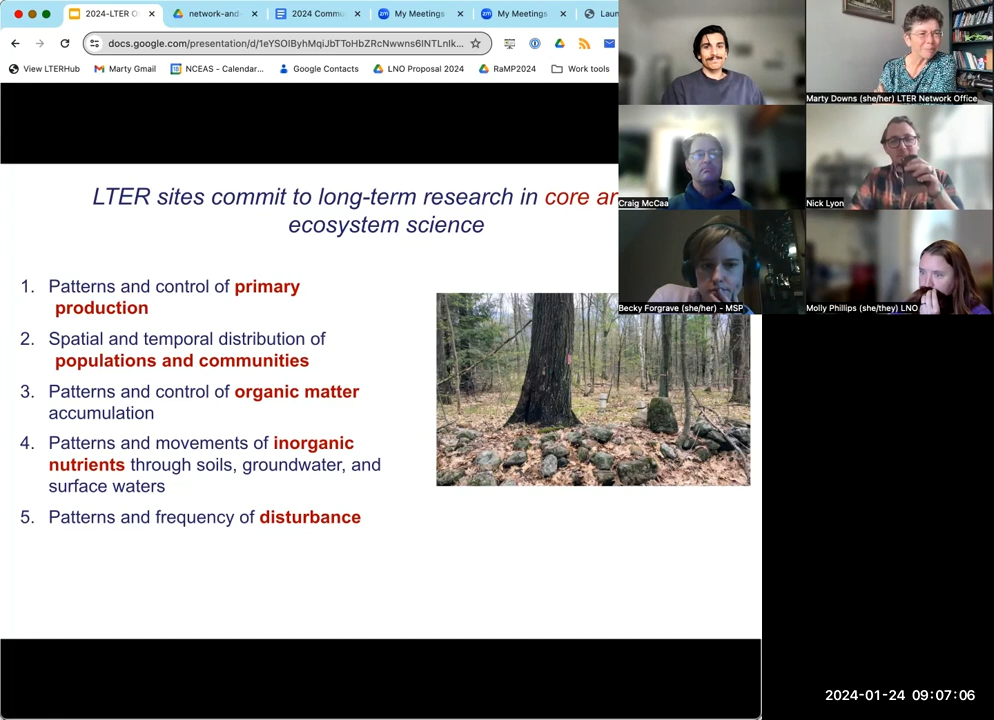 2024-LTER O
network-and-
2024 Commu
My Meetings
My Meetings
Laun
docs.google.com/presentation/d/1eYSOIByhMqiJbTToHbZRcNwwns6INTLnIk...
View LTERHub
Marty Gmail
NCEAS - Calendar...
Google Contacts
LNO Proposal 2024
RaMP2024
Work tools
Marty Downs (she/her) LTER Network Office
Craig McCaa
Nick Lyon
Becky Forgrave (she/her) - MSP
Molly Phillips (she/they) LNO
LTER sites commit to long-term research in core ar
ecosystem science
1. Patterns and control of primary
production
2. Spatial and temporal distribution of
populations and communities
3. Patterns and control of organic matter
accumulation
4. Patterns and movements of inorganic
nutrients through soils, groundwater, and
surface waters
5. Patterns and frequency of disturbance
2024-01-24 09:07:06